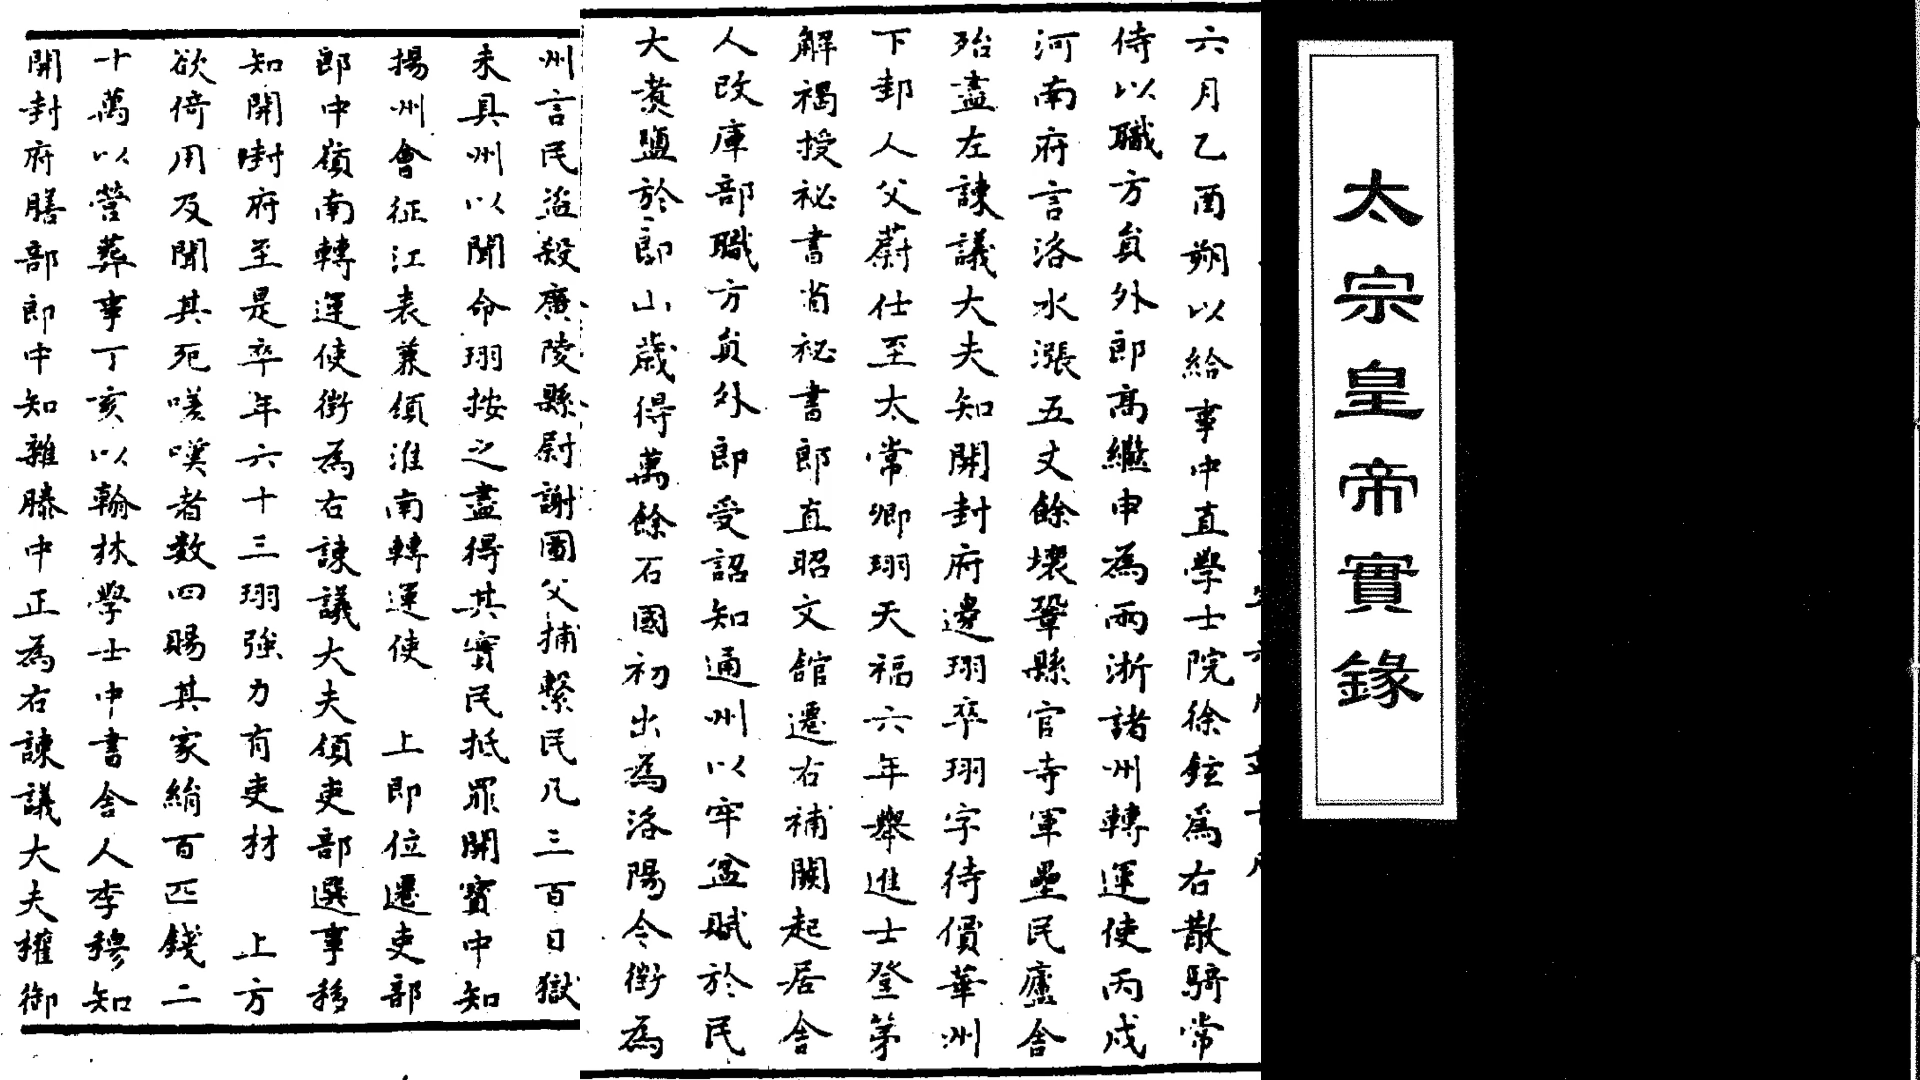 太宗皇帝實錄
六月乙酉朔以給事中直學士院徐鉉爲右散騎常
侍以職方員外郎高繼申為兩浙諸州轉運使丙戌
河南府言洛水漲五丈餘壞鞏縣官寺軍壘民廬舍
殆盡左諫議大夫知開封府邊珝卒珝字待價華州
下邽人父蔚仕至太常卿珝天福六年舉進士登第
解褐授祕書省祕書郎直昭文館遷右補闕起居舍
人改庫部職方員外郎受詔知通州以牢盆賦於民
大煑鹽於郎山歲得萬餘石國初出為洛陽令徵為
州言民盜殺廣陵縣尉謝圖父捕繫民凡三百日獄
未具州以聞命珝按之盡得其實民抵罪開寶中知
揚州會征江表兼領淮南轉運使 上即位遷吏部
郎中嶺南轉運使徵為右諫議大夫領吏部選事移
知開封府至是卒年六十三珝強力有吏材 上方
欲倚用及聞其死嗟嘆者数四賜其家絹百匹錢二
十萬以營葬事丁亥以翰林學士中書舍人李穆知
開封府膳部郎中知雜滕中正為右諫議大夫權御